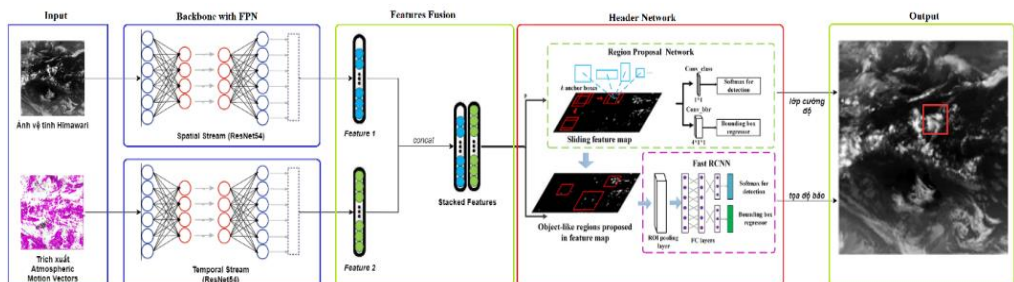 Input
Backbone with FPN
Features Fusion
Header Network
Output
Ảnh vệ tinh Himawari
Trích xuất
Atmospheric
Motion Vectors
Spatial Stream (ResNet54)
Temporal Stream
(ResNet54)
Feature 1
Feature 2
concat
Stacked Features
Region Proposal Network
k anchor boxes
Sliding feature map
Conv_class
1*1
Conv_bbr
4*1*1
Softmax for
detection
Bounding box
regressor
Object-like regions proposed
in feature map
Fast RCNN
ROI pooling
layer
FC layers
Softmax for
detection
Bounding box
regressor
lớp cường
độ
tọa độ bão